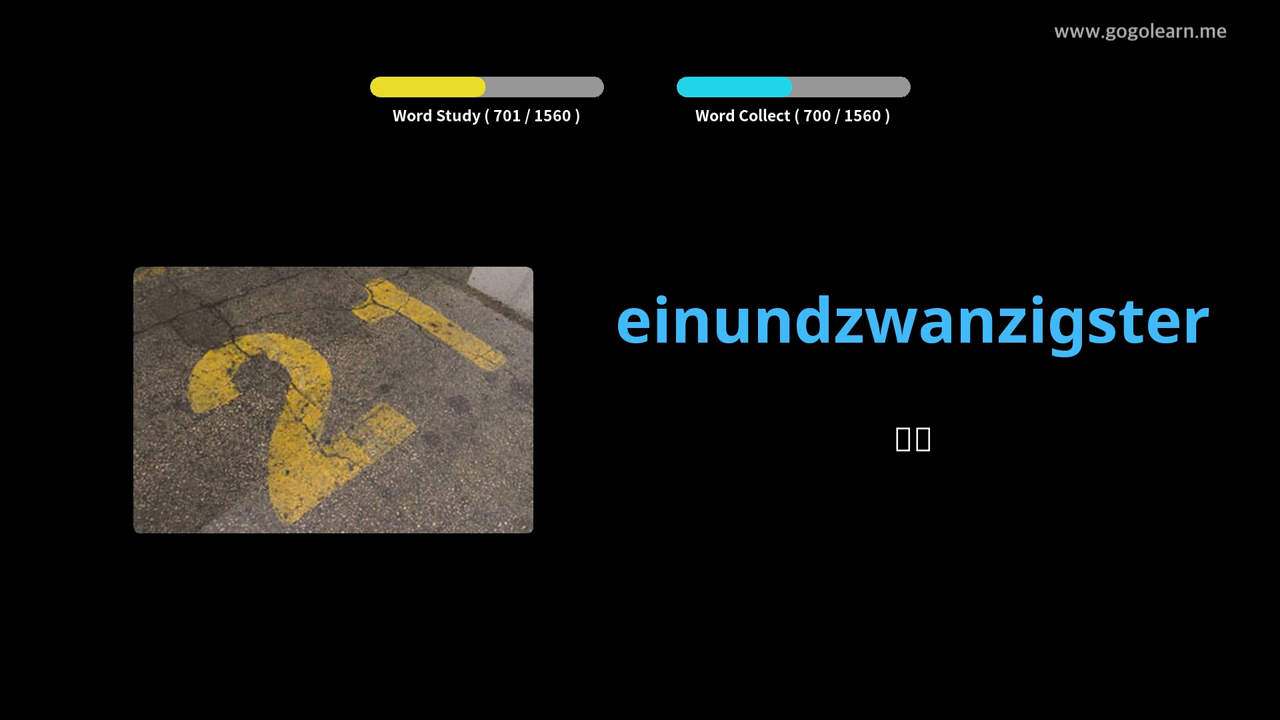 www.gogolearn.me
Word Study ( 701 / 1560 )
Word Collect ( 700 / 1560 )
21
einundzwanzigster